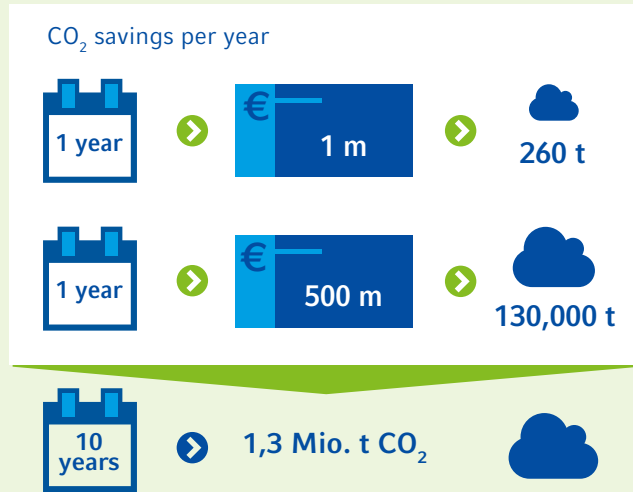 CO₂ savings per year
1 year
€
1 m
260 t
1 year
€
500 m
130,000 t
10
years
1,3 Mio. t CO₂